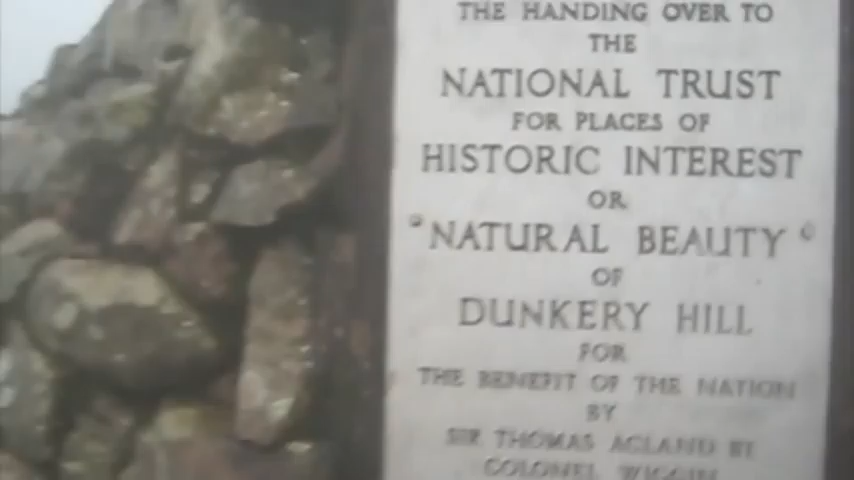 THE HANDING OVER TO
THE
NATIONAL TRUST
FOR PLACES OF
HISTORIC INTEREST
OR
NATURAL BEAUTY
OF
DUNKERY HILL
FOR
THE BENEFIT OF THE NATION
BY
SIR THOMAS ACLAND BT
COLONEL WIGGIN